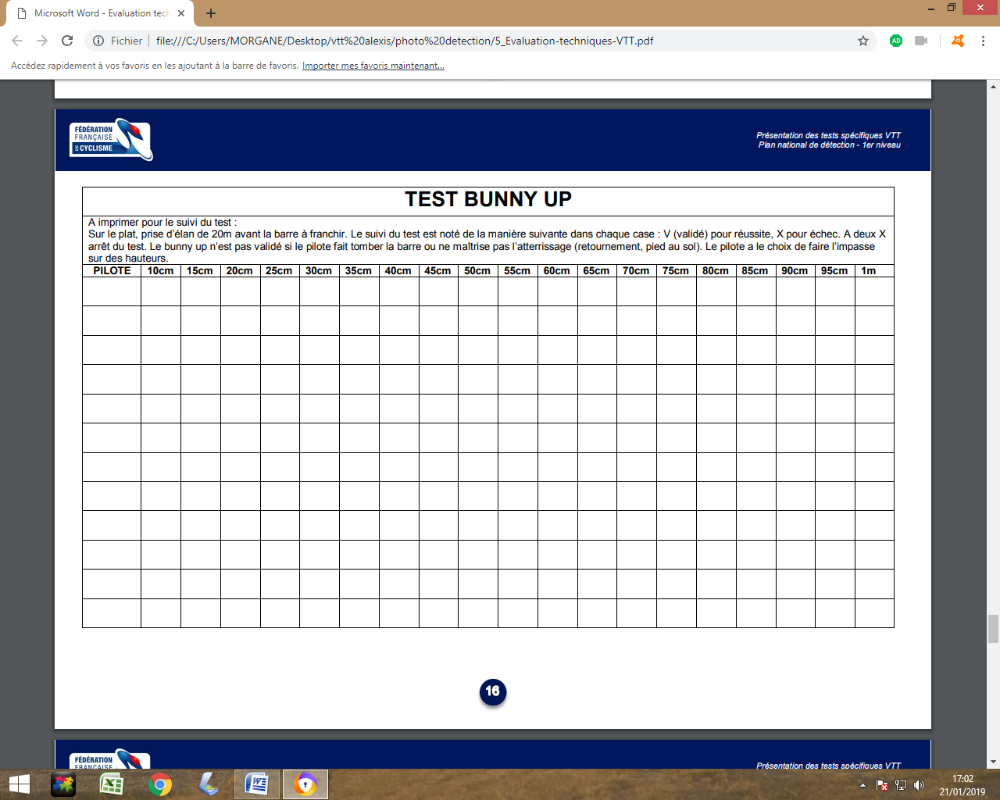 Microsoft Word - Evaluation tech
Fichier
file:///C:/Users/MORGANE/Desktop/vtt%20alexis/photo%20detection/5_Evaluation-techniques-VTT.pdf
AD
Accédez rapidement à vos favoris en les ajoutant à la barre de favoris. Importer mes favoris maintenant...
FÉDÉRATION
FRANÇAISE
DE CYCLISME
Présentation des tests spécifiques VTT
Plan national de détection - 1er niveau
TEST BUNNY UP
A imprimer pour le suivi du test :
Sur le plat, prise d'élan de 20m avant la barre à franchir. Le suivi du test est noté de la manière suivante dans chaque case : V (validé) pour réussite, X pour échec. A deux X
arrêt du test. Le bunny up n'est pas validé si le pilote fait tomber la barre ou ne maîtrise pas l'atterrissage (retournement, pied au sol). Le pilote a le choix de faire l'impasse
sur des hauteurs.
PILOTE 10cm 15cm 20cm 25cm 30cm 35cm 40cm 45cm 50cm 55cm 60cm 65cm 70cm 75cm 80cm 85cm 90cm 95cm 1m
16
FÉDÉRATION
FRANÇAISE
Présentation des tests spécifiques VTT
17:02
21/01/2019